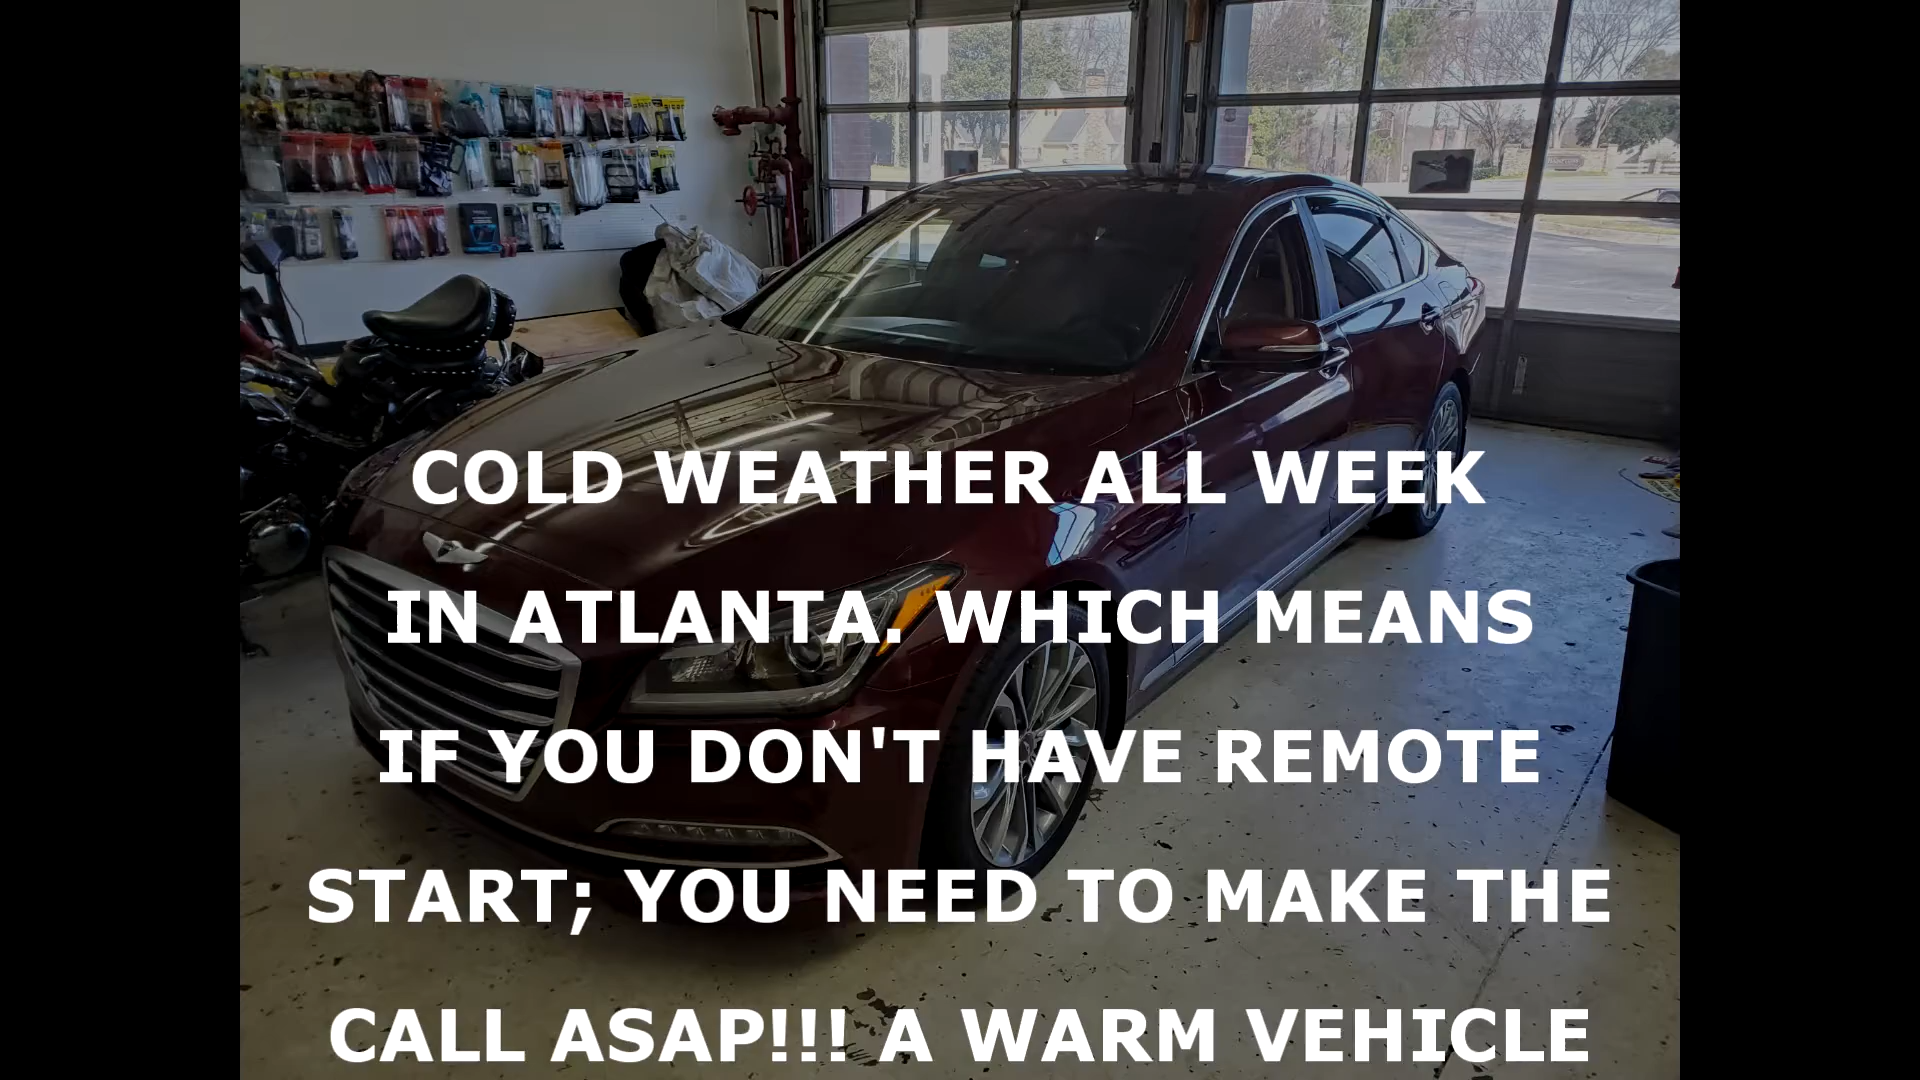 COLD WEATHER ALL WEEK
IN ATLANTA. WHICH MEANS
IF YOU DON'T HAVE REMOTE
START; YOU NEED TO MAKE THE
CALL ASAP!!! A WARM VEHICLE